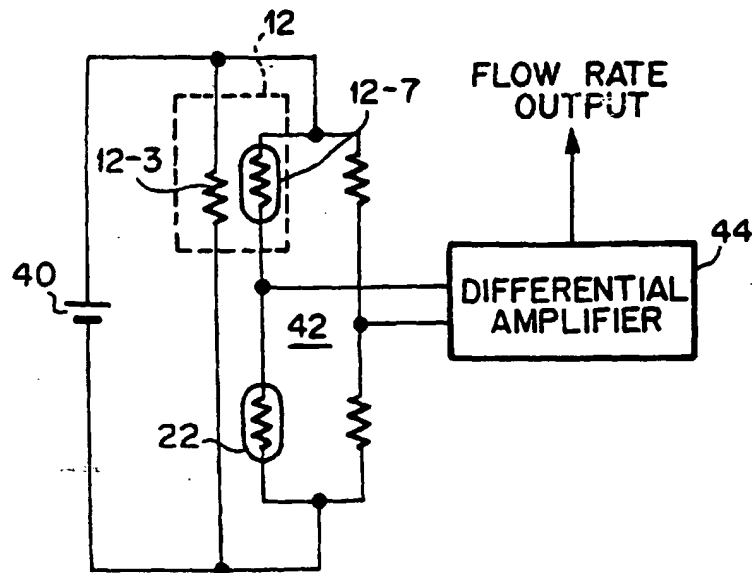 12
FLOW RATE
OUTPUT
12-7
12-3
44
40
DIFFERENTIAL
AMPLIFIER
42
22